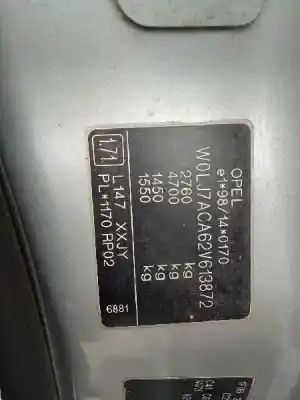 OPEL
e1*98/14*0170
W0LJ7ACA62V613872
2760 kg
4700 kg
1450 kg
1550 kg
1.71
L147 XXJY
PL*1170 RP02
6881